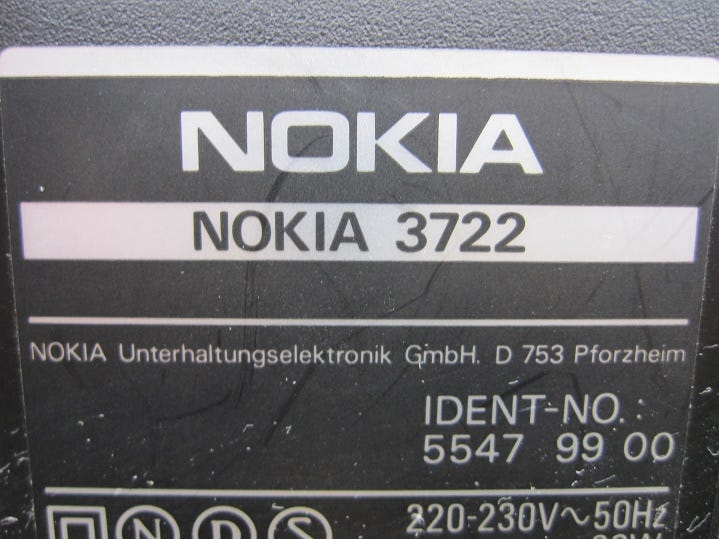 NOKIA
NOKIA 3722
NOKIA Unterhaltungselektronik GmbH. D 753 Pforzheim
IDENT-NO.:
5547 99 00
N D S 220-230V~50Hz